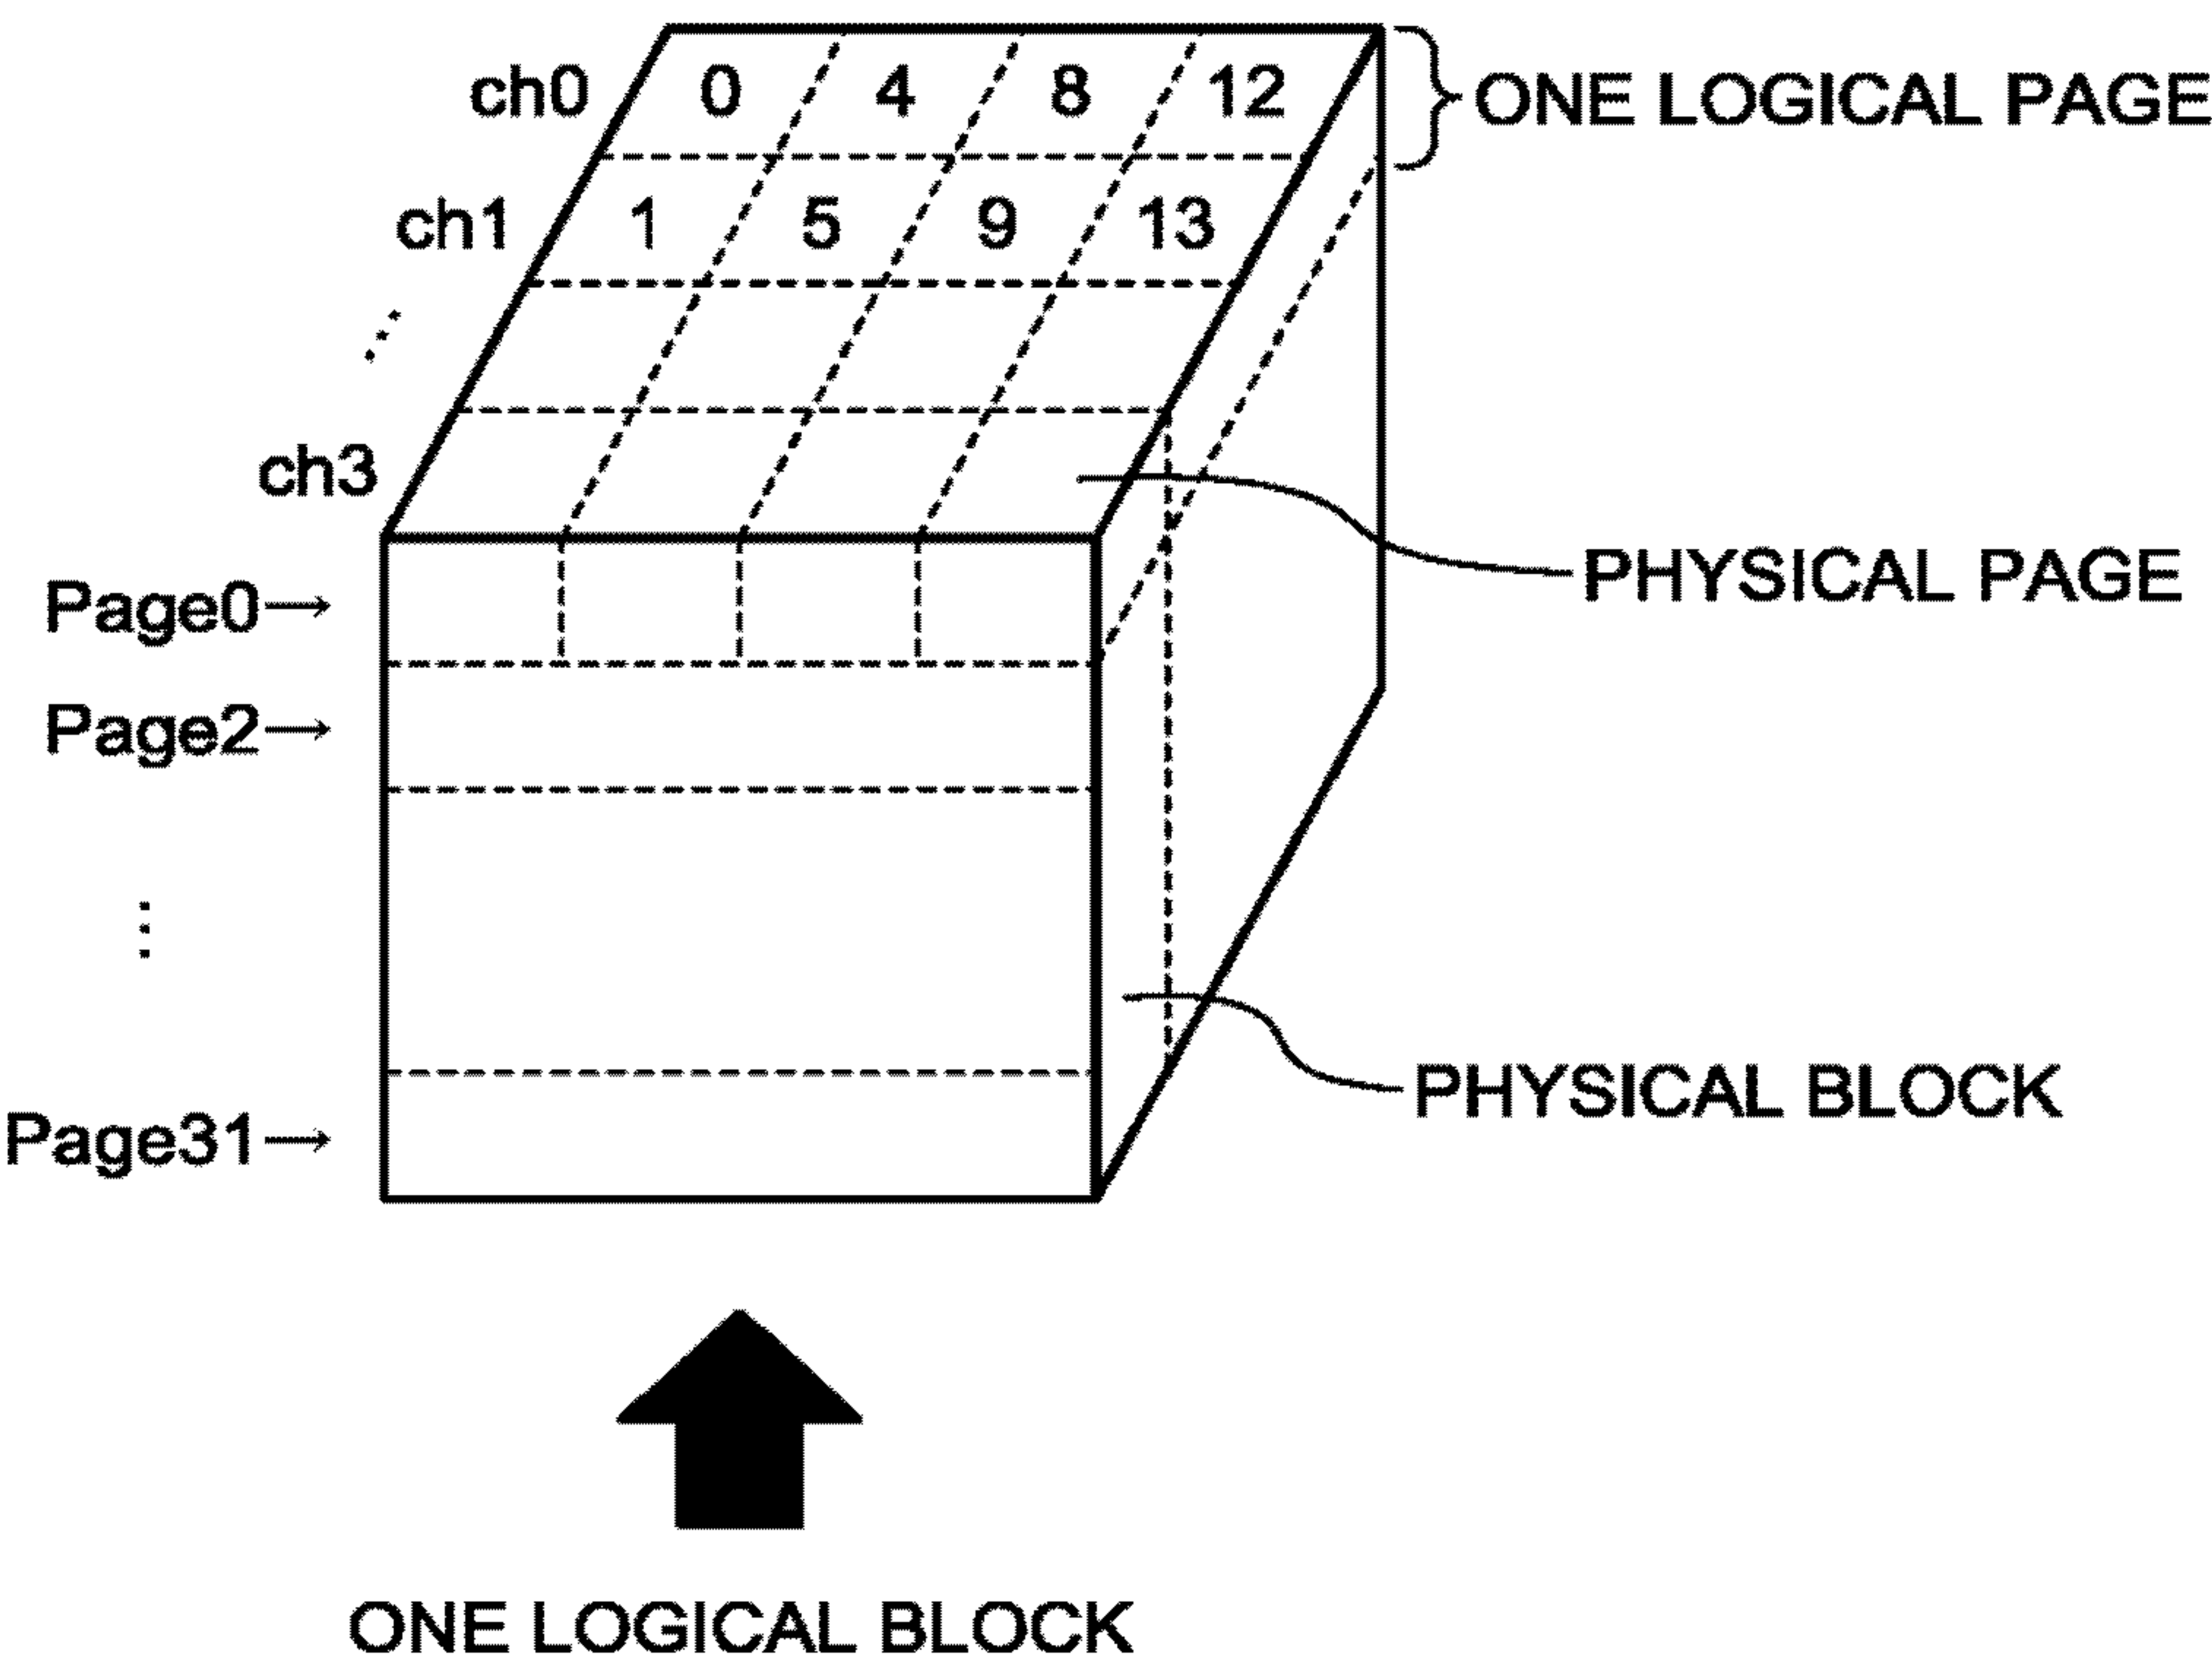 ch0 0 4 8 12 ONE LOGICAL PAGE
ch1 1 5 9 13
ch3
PHYSICAL PAGE
Page0
Page2
PHYSICAL BLOCK
Page31
ONE LOGICAL BLOCK